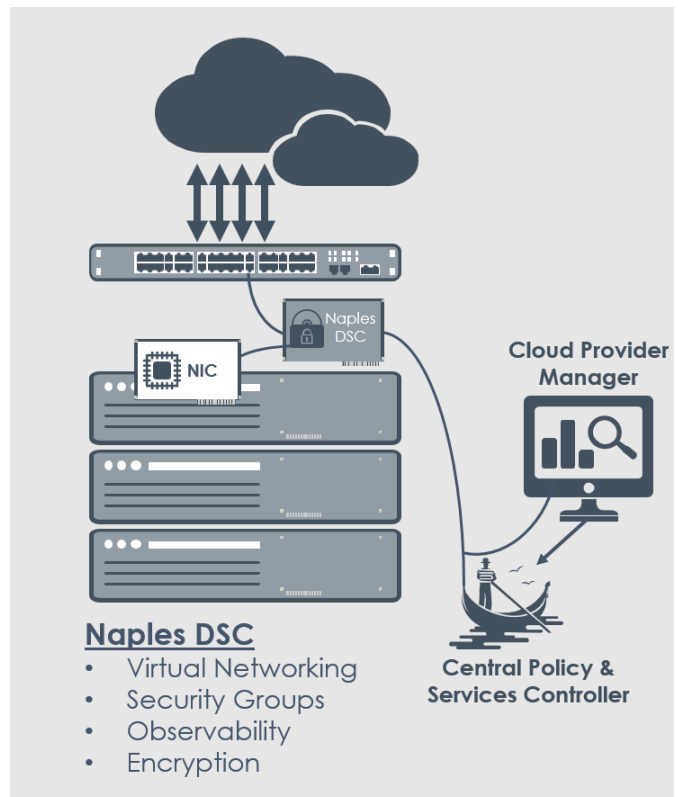 Naples
DSC
NIC
Cloud Provider
Manager
Naples DSC
• Virtual Networking
• Security Groups
• Observability
• Encryption
Central Policy &
Services Controller